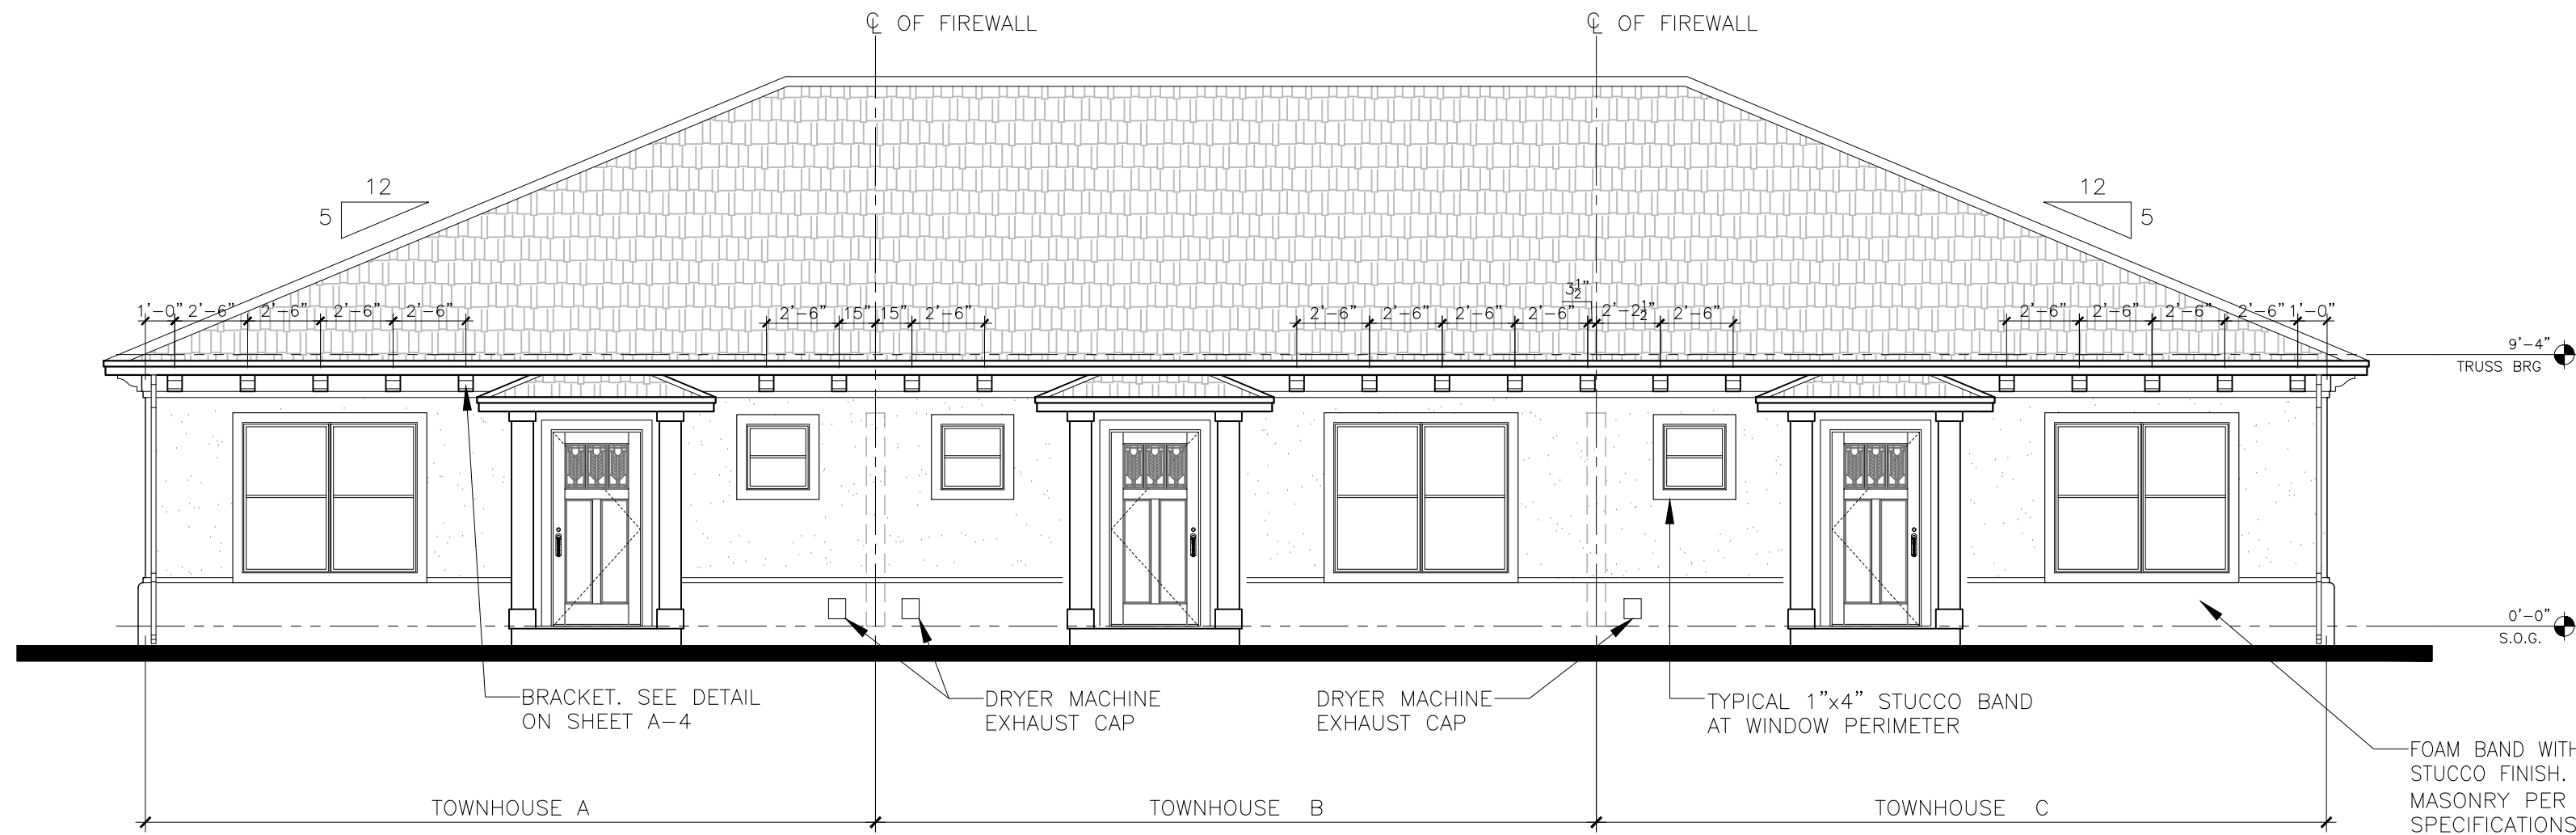 ℄ OF FIREWALL
℄ OF FIREWALL
12
5
12
5
1'-0" 2'-6" 2'-6" 2'-6" 2'-6"
2'-6" 15" 15" 2'-6"
2'-6" 2'-6" 2'-6" 2'-6" 3½" 2'-2½" 2'-6"
2'-6" 2'-6" 2'-6" 2'-6" 1'-0"
9'-4"
TRUSS BRG
0'-0"
S.O.G.
BRACKET. SEE DETAIL
ON SHEET A-4
DRYER MACHINE
EXHAUST CAP
DRYER MACHINE
EXHAUST CAP
TYPICAL 1"x4" STUCCO BAND
AT WINDOW PERIMETER
FOAM BAND WITH
STUCCO FINISH.
MASONRY PER
SPECIFICATIONS
TOWNHOUSE A
TOWNHOUSE B
TOWNHOUSE C